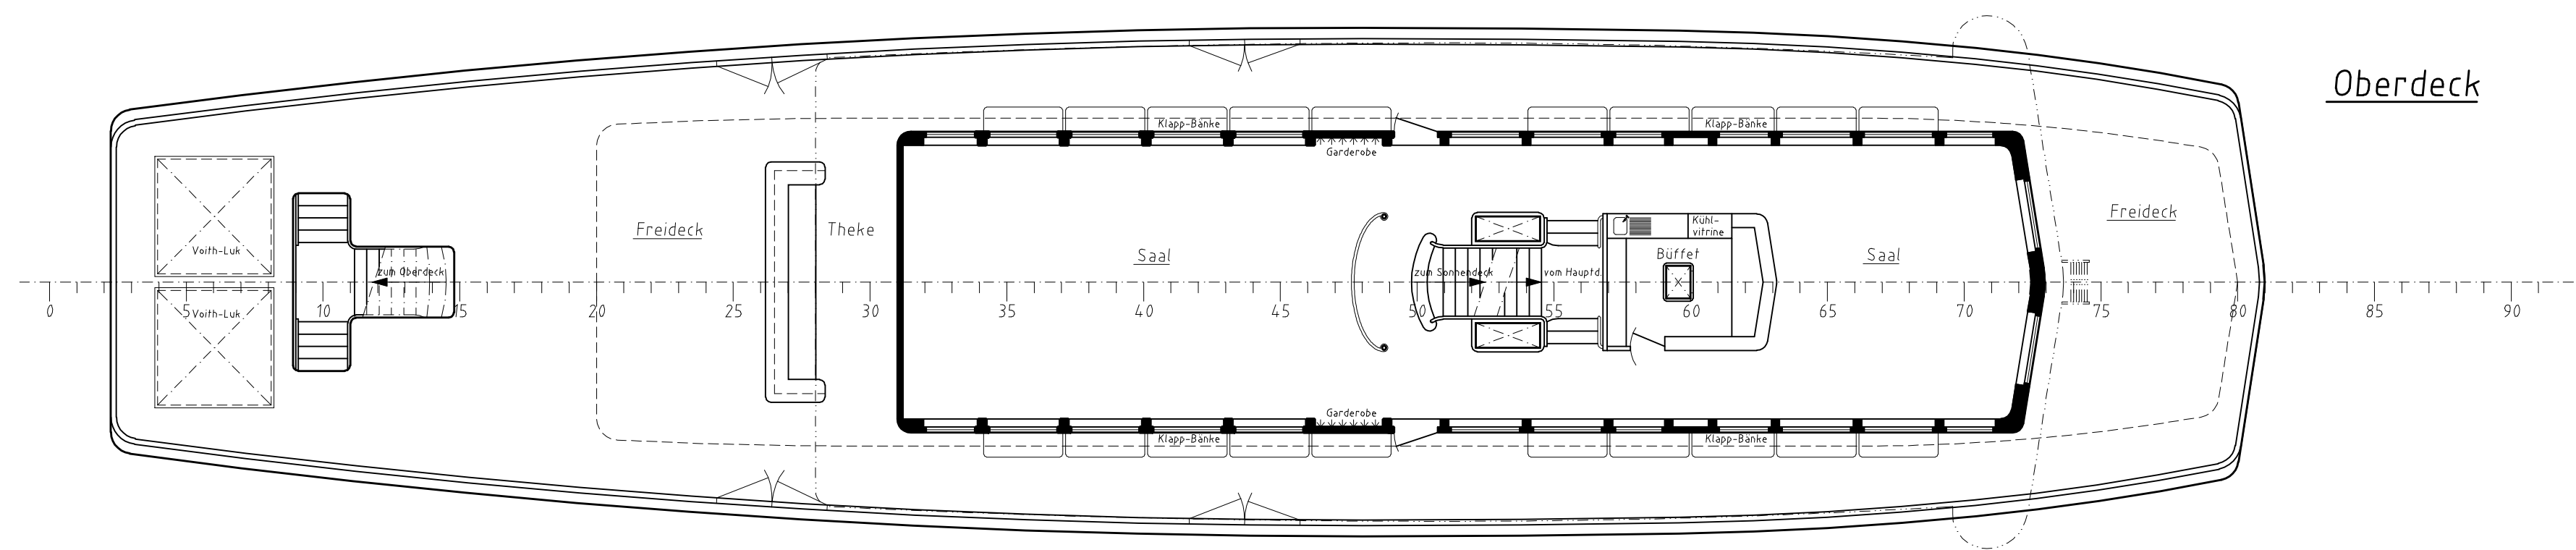 Oberdeck
Klapp-Bänke
Klapp-Bänke
Garderobe
Freideck
Kühl-
vitrine
Freideck
Theke
Voith-Luk
Saal
Büffet
Saal
zum Oberdeck
zum Sonnendeck
vom Hauptd.
0 5 10 15 20 25 30 35 40 45 50 55 60 65 70 75 80 85 90
Voith-Luk
Garderobe
Klapp-Bänke
Klapp-Bänke